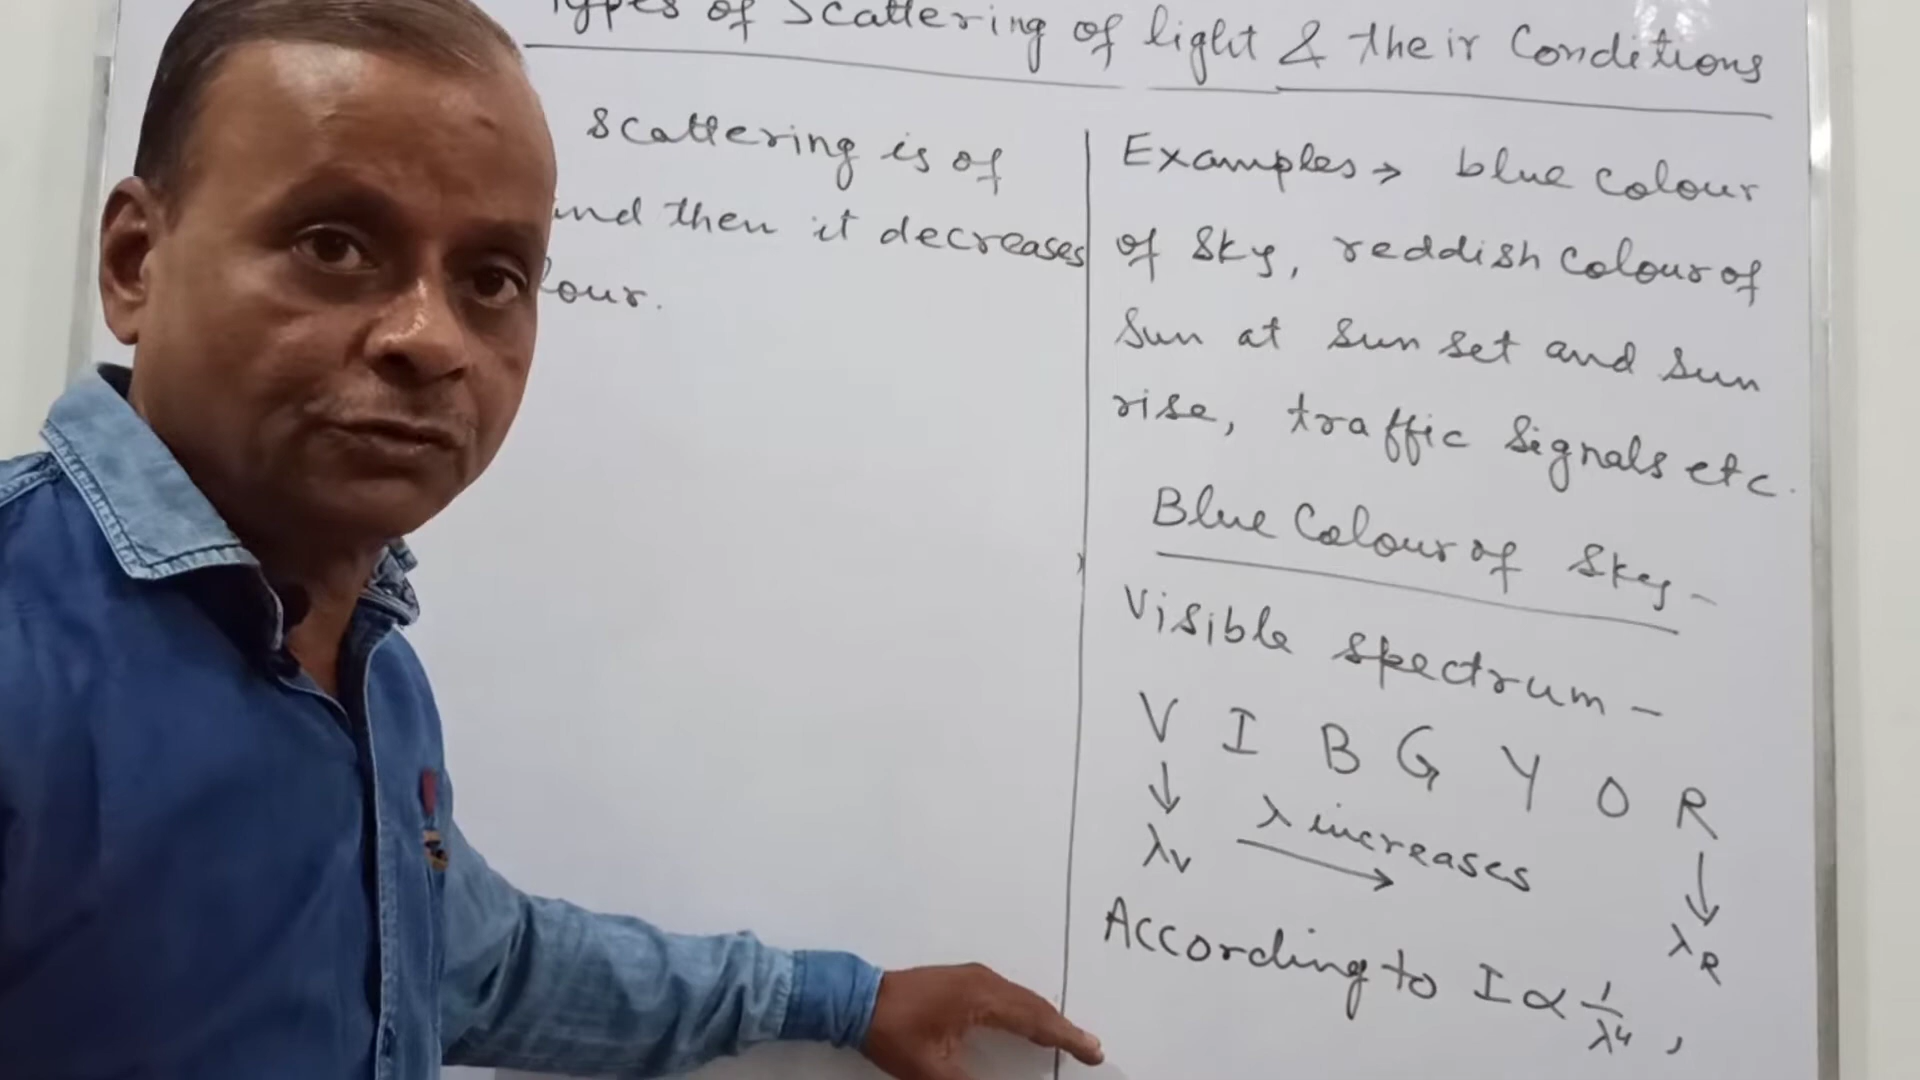 Types of Scattering of light & their Conditions
scattering is of
and then it decreases
lour.
Examples → blue colour
of sky, reddish colour of
Sun at sun set and sun
rise, traffic signals etc.
Blue Colour of Sky -
Visible spectrum -
V I B G Y O R
↓ λ increases ↓
λv → λR
According to I ∝ 1/λ⁴ ,